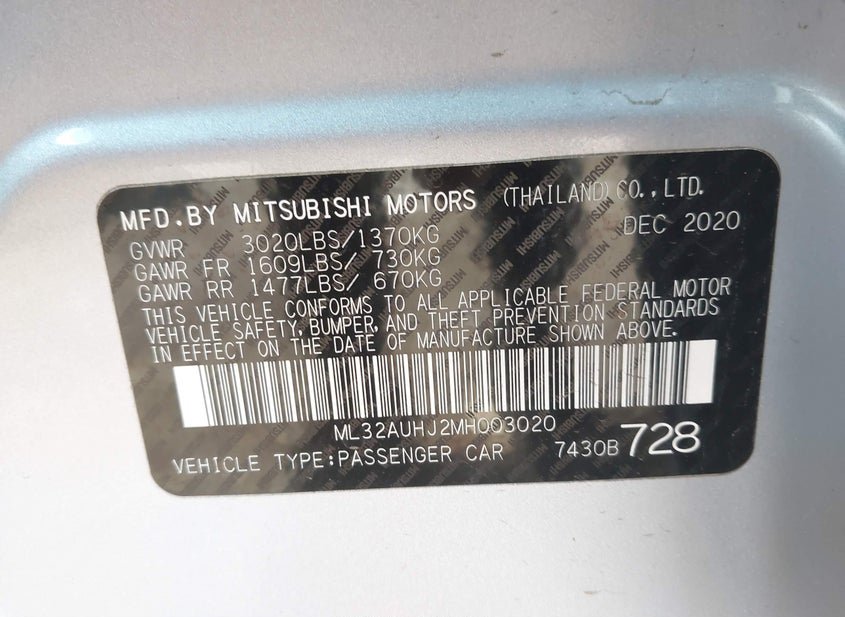 MFD.BY MITSUBISHI MOTORS (THAILAND) CO.,LTD.
GVWR 3020LBS/1370KG DEC 2020
GAWR FR 1609LBS/ 730KG
GAWR RR 1477LBS/ 670KG
THIS VEHICLE CONFORMS TO ALL APPLICABLE FEDERAL MOTOR
VEHICLE SAFETY, BUMPER, AND THEFT PREVENTION STANDARDS
IN EFFECT ON THE DATE OF MANUFACTURE SHOWN ABOVE.
ML32AUHJ2MH003020
VEHICLE TYPE:PASSENGER CAR 7430B 728